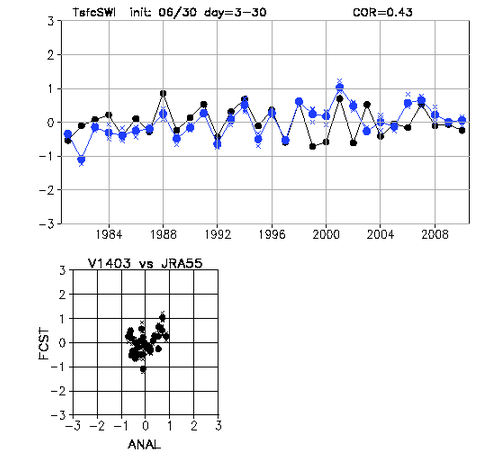 TsfcSWI init: 06/30 day=3-30 COR=0.43
3
2
1
0
-1
-2
-3
1984 1988 1992 1996 2000 2004 2008
V1403 vs JRA55
3
2
1
0
-1
-2
-3
FCST
-3 -2 -1 0 1 2 3
ANAL